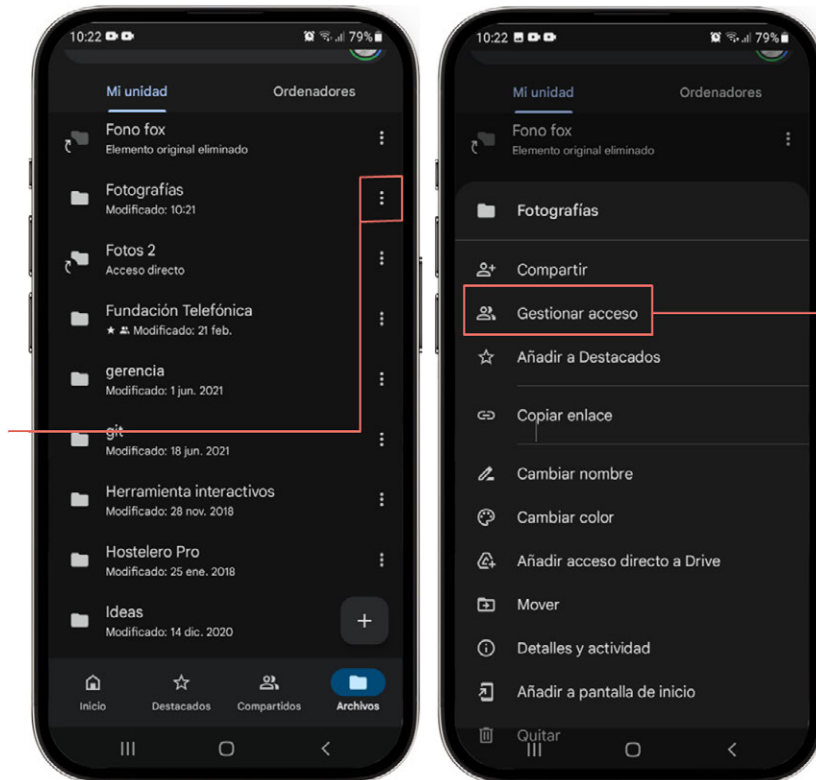 10:22
79%
Mi unidad
Ordenadores
Fono fox
Elemento original eliminado
Fotografías
Modificado: 10:21
Fotos 2
Acceso directo
Fundación Telefónica
Modificado: 21 feb.
gerencia
Modificado: 1 jun. 2021
git
Modificado: 18 jun. 2021
Herramienta interactivos
Modificado: 28 nov. 2018
Hostelero Pro
Modificado: 25 ene. 2018
Ideas
Modificado: 14 dic. 2020
Inicio
Destacados
Compartidos
Archivos
10:22
79%
Mi unidad
Ordenadores
Fono fox
Elemento original eliminado
Fotografías
Compartir
Gestionar acceso
Añadir a Destacados
Copiar enlace
Cambiar nombre
Cambiar color
Añadir acceso directo a Drive
Mover
Detalles y actividad
Añadir a pantalla de inicio
Quitar